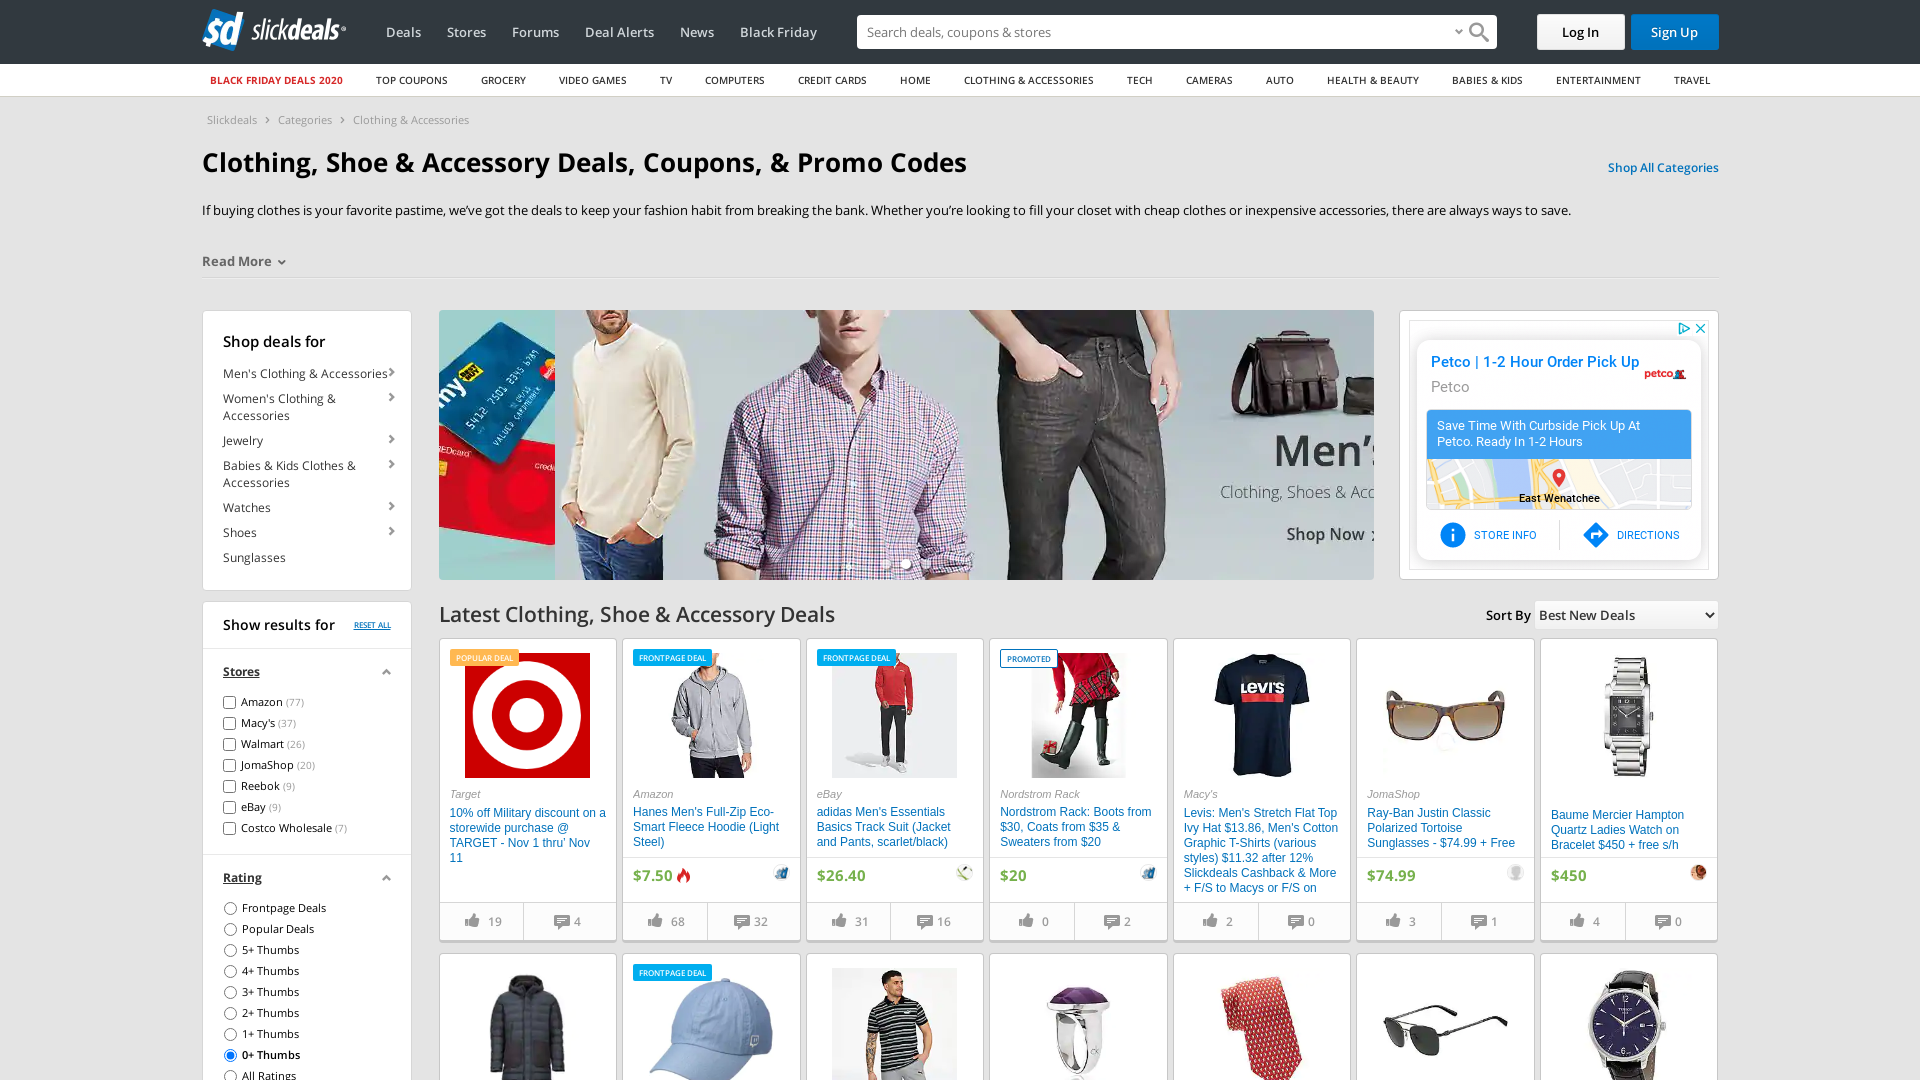 slickdeals
Deals
Stores
Forums
Deal Alerts
News
Black Friday
Search deals, coupons & stores
Log In
Sign Up
BLACK FRIDAY DEALS 2020
TOP COUPONS
GROCERY
VIDEO GAMES
TV
COMPUTERS
CREDIT CARDS
HOME
CLOTHING & ACCESSORIES
TECH
CAMERAS
AUTO
HEALTH & BEAUTY
BABIES & KIDS
ENTERTAINMENT
TRAVEL
Slickdeals
Categories
Clothing & Accessories
Clothing, Shoe & Accessory Deals, Coupons, & Promo Codes
Shop All Categories
If buying clothes is your favorite pastime, we’ve got the deals to keep your fashion habit from breaking the bank. Whether you’re looking to fill your closet with cheap clothes or inexpensive accessories, there are always ways to save.
Read More
Shop deals for
Men's Clothing & Accessories
Women's Clothing &
Accessories
Jewelry
Babies & Kids Clothes &
Accessories
Watches
Shoes
Sunglasses
Men's
Clothing, Shoes & Acc
Shop Now
Petco | 1-2 Hour Order Pick Up
Petco
petco
Save Time With Curbside Pick Up At
Petco. Ready In 1-2 Hours
East Wenatchee
STORE INFO
DIRECTIONS
Show results for
RESET ALL
Stores
Amazon (77)
Macy's (37)
Walmart (26)
JomaShop (20)
Reebok (9)
eBay (9)
Costco Wholesale (7)
Rating
Frontpage Deals
Popular Deals
5+ Thumbs
4+ Thumbs
3+ Thumbs
2+ Thumbs
1+ Thumbs
0+ Thumbs
All Ratings
Latest Clothing, Shoe & Accessory Deals
Sort By
Best New Deals
POPULAR DEAL
Target
10% off Military discount on a
storewide purchase @
TARGET - Nov 1 thru' Nov
11
19
4
FRONTPAGE DEAL
Amazon
Hanes Men's Full-Zip Eco-
Smart Fleece Hoodie (Light
Steel)
$7.50
68
32
FRONTPAGE DEAL
eBay
adidas Men's Essentials
Basics Track Suit (Jacket
and Pants, scarlet/black)
$26.40
31
16
PROMOTED
Nordstrom Rack
Nordstrom Rack: Boots from
$30, Coats from $35 &
Sweaters from $20
$20
0
2
LEVI'S
Macy's
Levis: Men's Stretch Flat Top
Ivy Hat $13.86, Men's Cotton
Graphic T-Shirts (various
styles) $11.32 after 12%
Slickdeals Cashback & More
+ F/S to Macys or F/S on
2
0
JomaShop
Ray-Ban Justin Classic
Polarized Tortoise
Sunglasses - $74.99 + Free
$74.99
3
1
Baume Mercier Hampton
Quartz Ladies Watch on
Bracelet $450 + free s/h
$450
4
0
FRONTPAGE DEAL